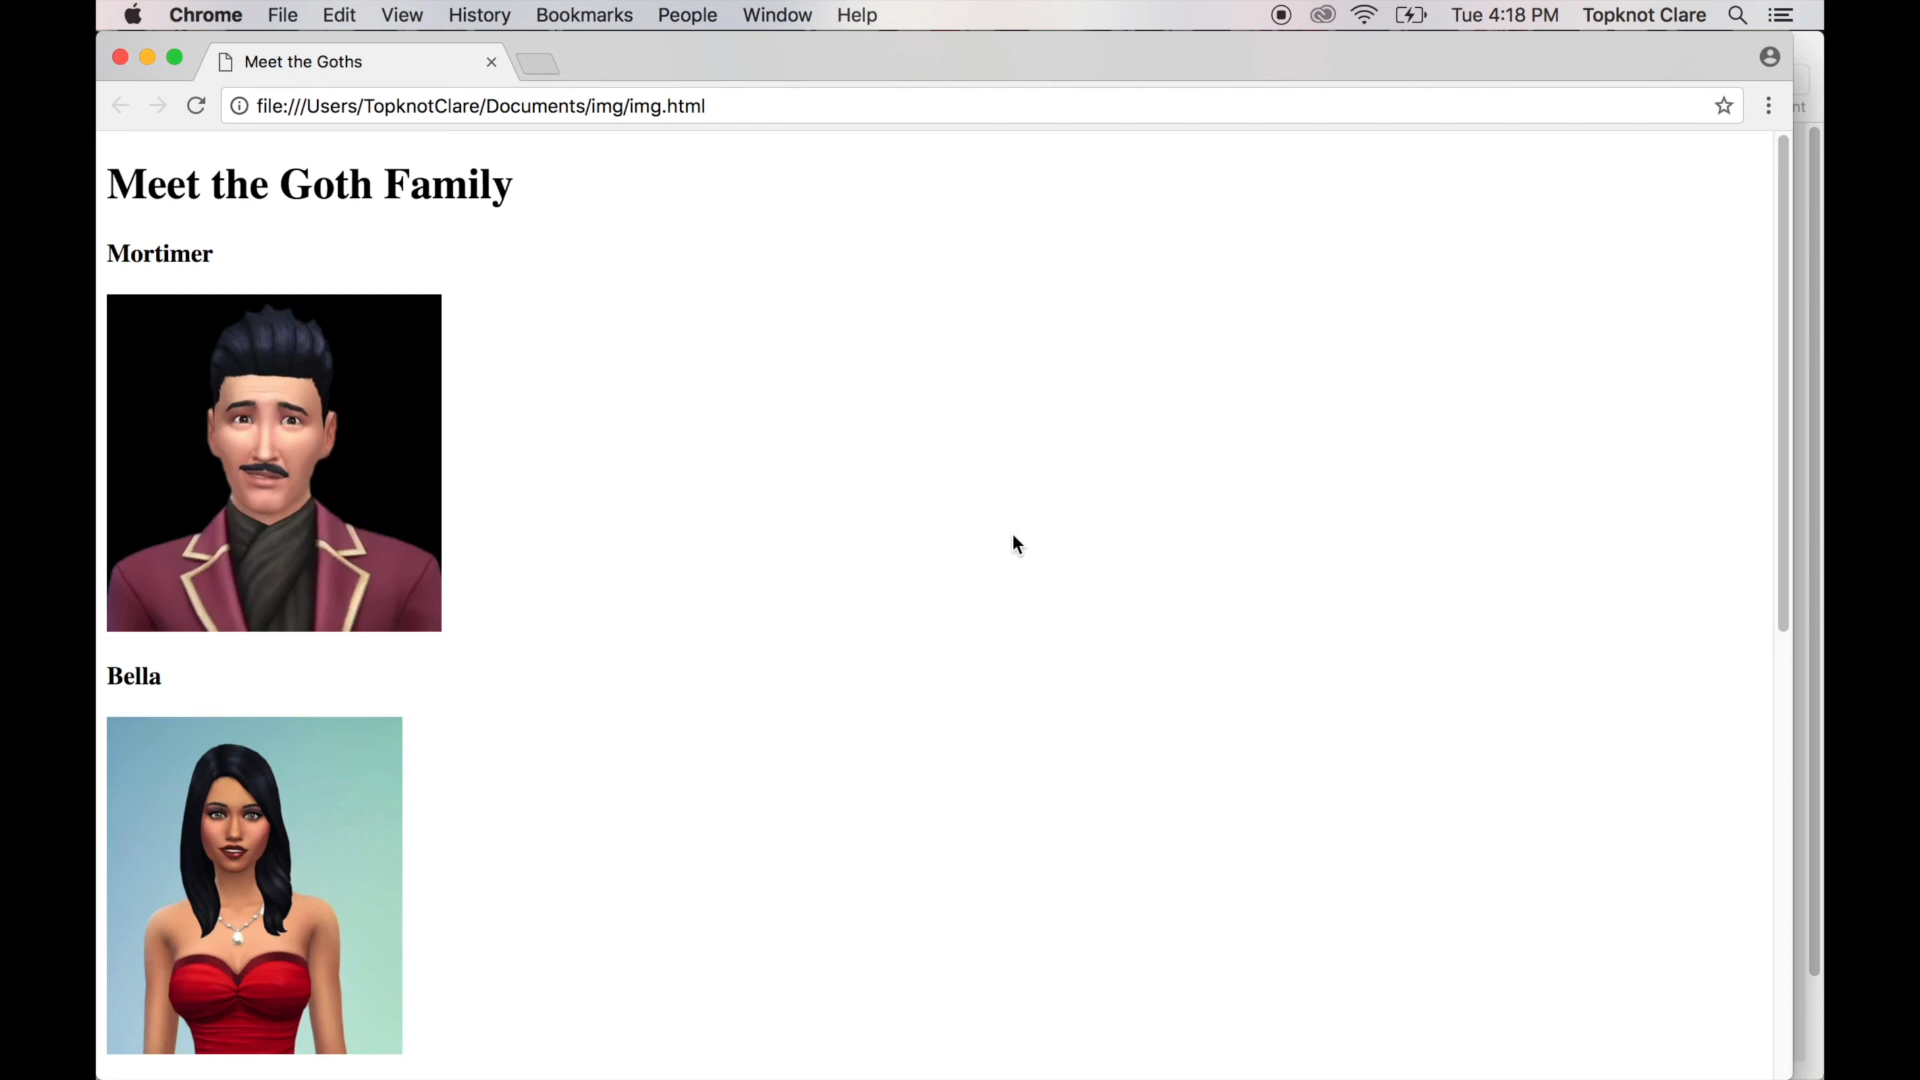 Chrome File Edit View History Bookmarks People Window Help Tue 4:18 PM Topknot Clare
Meet the Goths
file:///Users/TopknotClare/Documents/img/img.html
nt
Meet the Goth Family
Mortimer
Bella